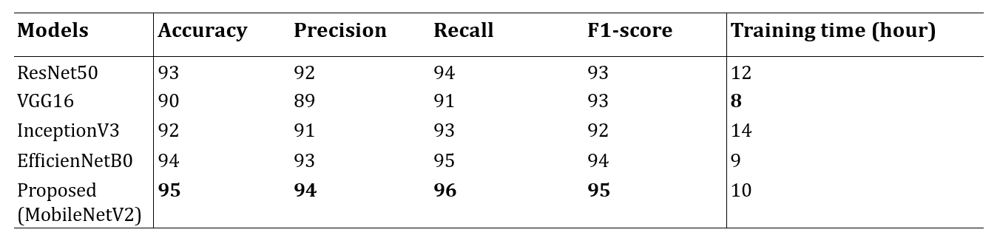 Models Accuracy Precision Recall F1-score Training time (hour)
ResNet50 93 92 94 93 12
VGG16 90 89 91 93 8
InceptionV3 92 91 93 92 14
EfficienNetB0 94 93 95 94 9
Proposed 95 94 96 95 10
(MobileNetV2)